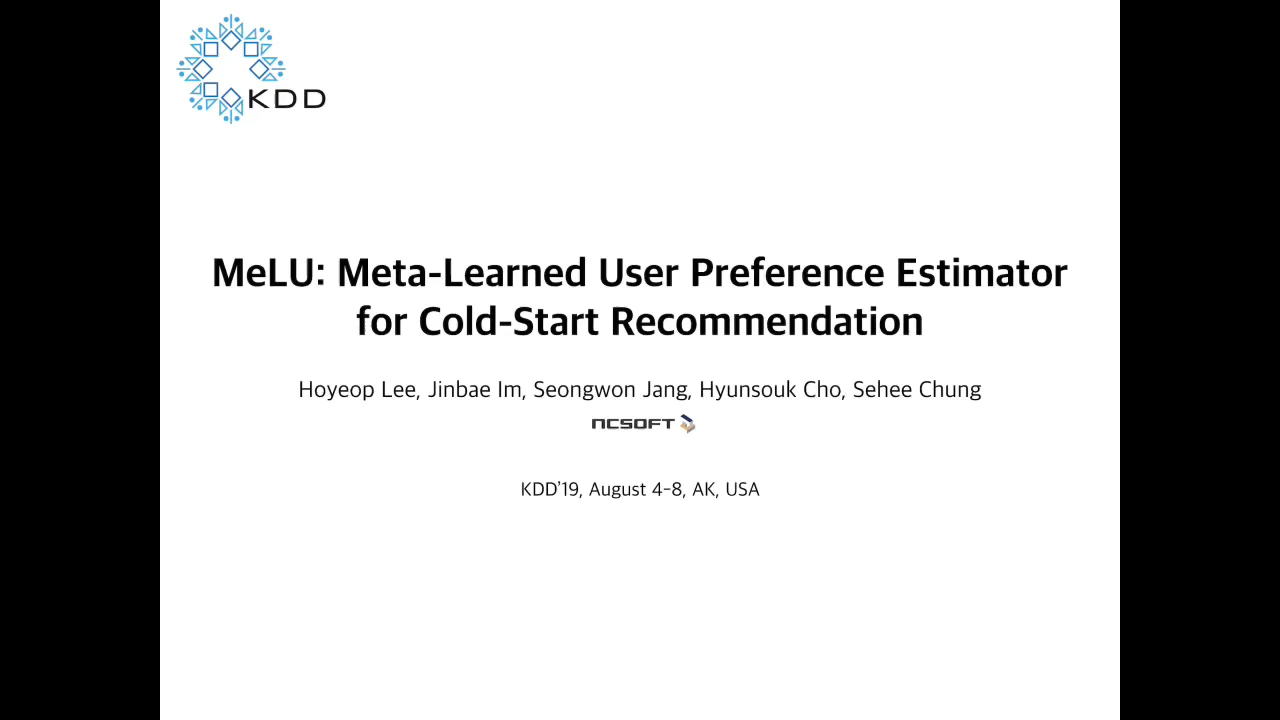 KDD
MeLU: Meta-Learned User Preference Estimator
for Cold-Start Recommendation
Hoyeop Lee, Jinbae Im, Seongwon Jang, Hyunsouk Cho, Sehee Chung
NCSOFT
KDD'19, August 4-8, AK, USA